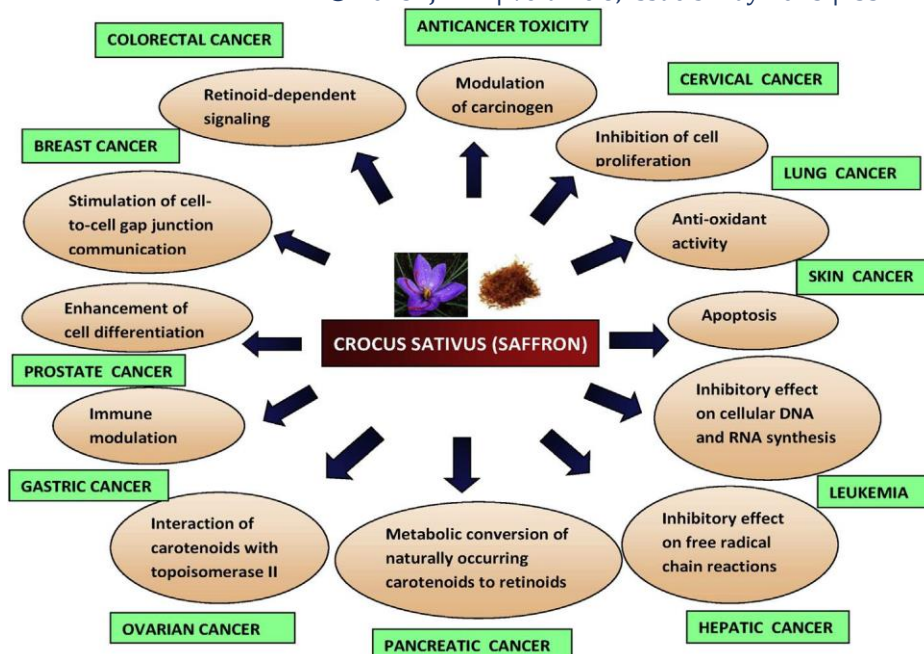 COLORECTAL CANCER
ANTICANCER TOXICITY
CERVICAL CANCER
Retinoid-dependent
signaling
Modulation
of carcinogen
Inhibition of cell
proliferation
BREAST CANCER
LUNG CANCER
Stimulation of cell-
to-cell gap junction
communication
Anti-oxidant
activity
SKIN CANCER
Enhancement of
cell differentiation
Apoptosis
CROCUS SATIVUS (SAFFRON)
PROSTATE CANCER
Immune
modulation
Inhibitory effect
on cellular DNA
and RNA synthesis
GASTRIC CANCER
LEUKEMIA
Interaction of
carotenoids with
topoisomerase II
Metabolic conversion of
naturally occurring
carotenoids to retinoids
Inhibitory effect
on free radical
chain reactions
OVARIAN CANCER
PANCREATIC CANCER
HEPATIC CANCER